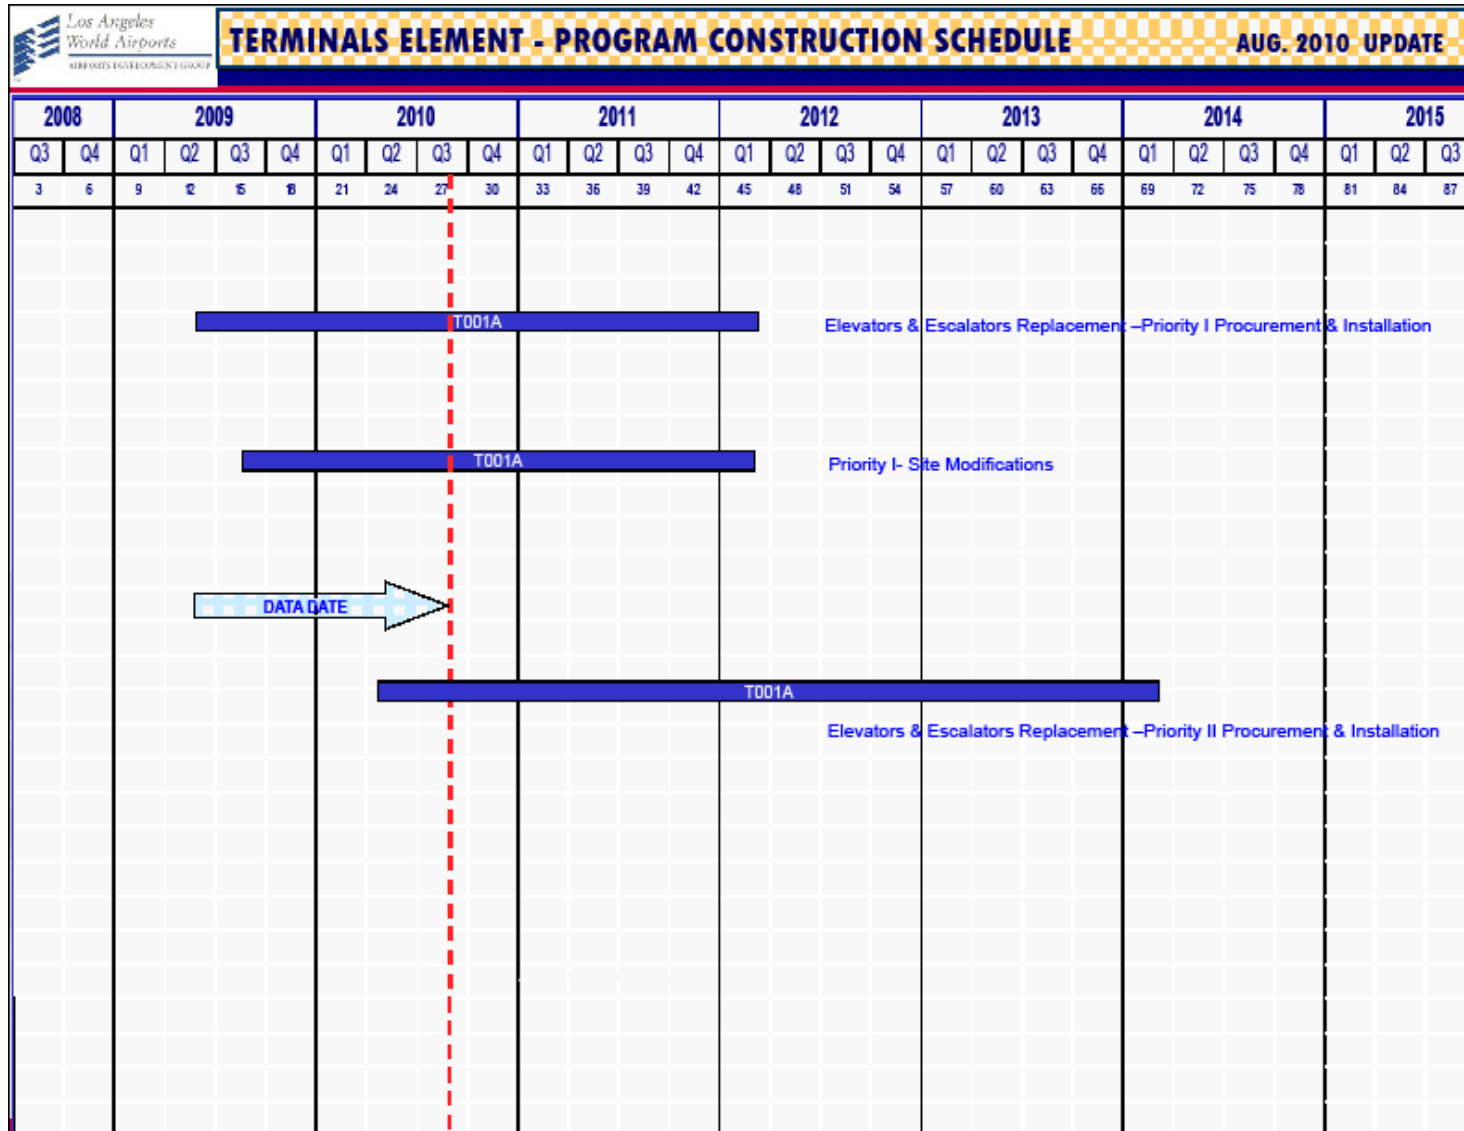 Los Angeles
World Airports
AIRPORTS DEVELOPMENT GROUP
TERMINALS ELEMENT - PROGRAM CONSTRUCTION SCHEDULE
AUG. 2010 UPDATE
2008 2009 2010 2011 2012 2013 2014 2015
Q3 Q4 Q1 Q2 Q3 Q4 Q1 Q2 Q3 Q4 Q1 Q2 Q3 Q4 Q1 Q2 Q3 Q4 Q1 Q2 Q3 Q4 Q1 Q2 Q3 Q4 Q1 Q2 Q3
3 6 9 12 15 18 21 24 27 30 33 36 39 42 45 48 51 54 57 60 63 66 69 72 75 78 81 84 87
T001A
Elevators & Escalators Replacement –Priority I Procurement & Installation
T001A
Priority I- Site Modifications
DATA DATE
T001A
Elevators & Escalators Replacement –Priority II Procurement & Installation